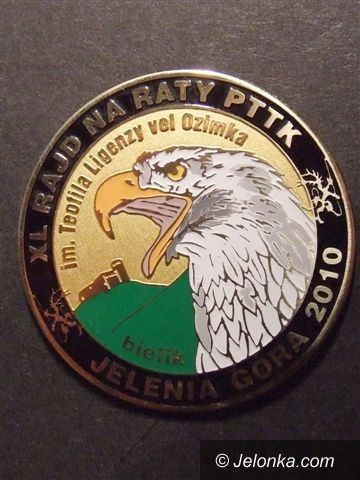 XL RAJD NA RATY PTTK
im. Teofila Ligenzy vel Ozimka
bielik
JELENIA GÓRA 2010
© Jelonka.com